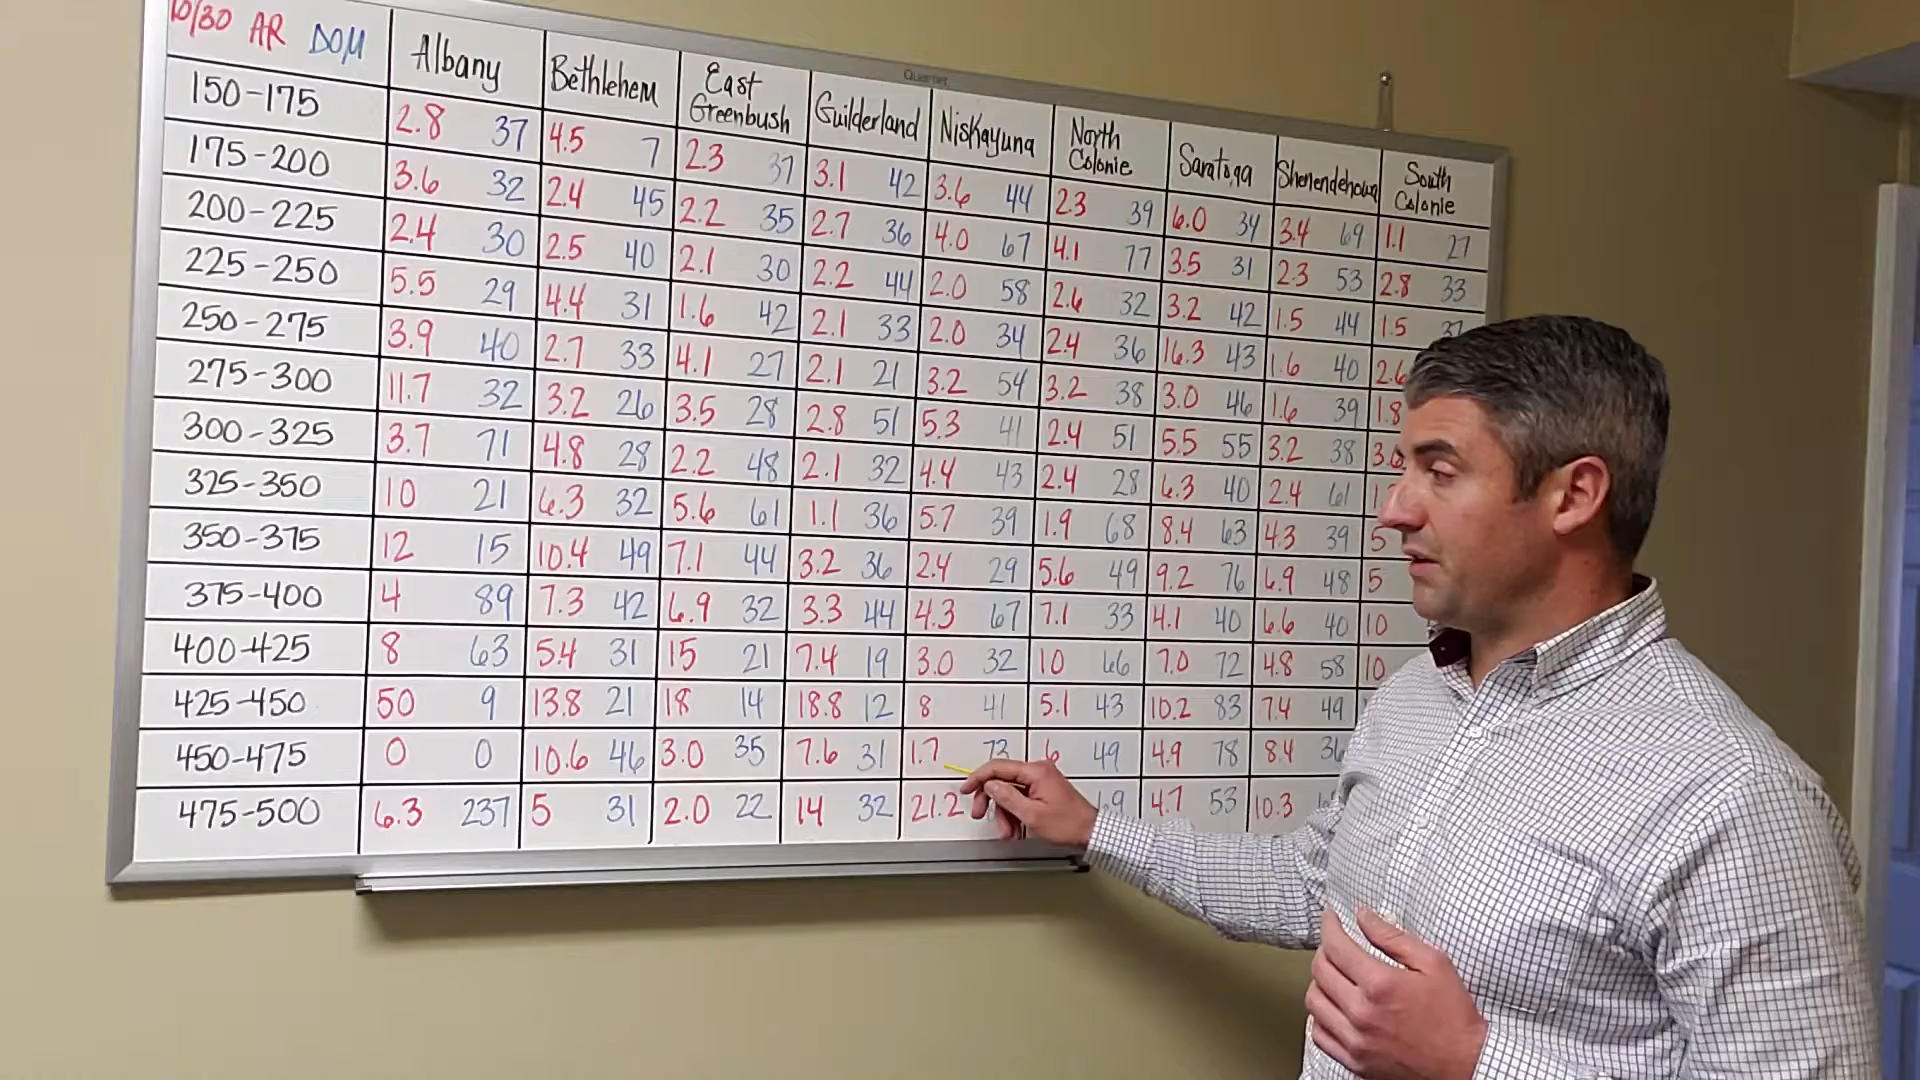 10/30 AR DOM Albany Bethlehem East Greenbush Guilderland Niskayuna North Colonie Saratoga Shenendehowa South Colonie
Quartet
150-175 2.8 37 4.5 7 2.3 37 3.1 42 3.6 44 2.3 39 6.0 34 3.4 69 1.1 27
175-200 3.6 32 2.4 45 2.2 35 2.7 36 4.0 67 4.1 77 3.5 31 2.3 53 2.8 33
200-225 2.4 30 2.5 40 2.1 30 2.2 44 2.0 58 2.6 32 3.2 42 1.5 44 1.5
225-250 5.5 29 4.4 31 1.6 42 2.1 33 2.0 34 2.4 36 16.3 43 1.6 40 2.6
250-275 3.9 40 2.7 33 4.1 27 2.1 21 3.2 54 3.2 38 3.0 46 1.6 39 1.8
275-300 11.7 32 3.2 26 3.5 28 2.8 51 5.3 41 2.4 51 5.5 55 3.2 38
300-325 3.7 71 4.8 28 2.2 48 2.1 32 4.4 43 2.4 28 6.3 40 2.4 61
325-350 10 21 6.3 32 5.6 61 1.1 36 5.7 39 1.9 68 8.4 63 4.3 39 5
350-375 12 15 10.4 49 7.1 44 3.2 36 2.4 29 5.6 49 9.2 76 6.9 48 5
375-400 4 89 7.3 42 6.9 32 3.3 44 4.3 67 7.1 33 4.1 40 6.6 40 10
400-425 8 63 5.4 31 15 21 7.4 19 3.0 32 10 66 7.0 72 4.8 58 10
425-450 50 9 13.8 21 18 14 18.8 12 8 41 5.1 43 10.2 83 7.4 49
450-475 0 0 10.6 46 3.0 35 7.6 31 1.7 73 6 49 4.9 78 8.4 36
475-500 6.3 237 5 31 2.0 22 14 32 21.2 69 4.7 53 10.3